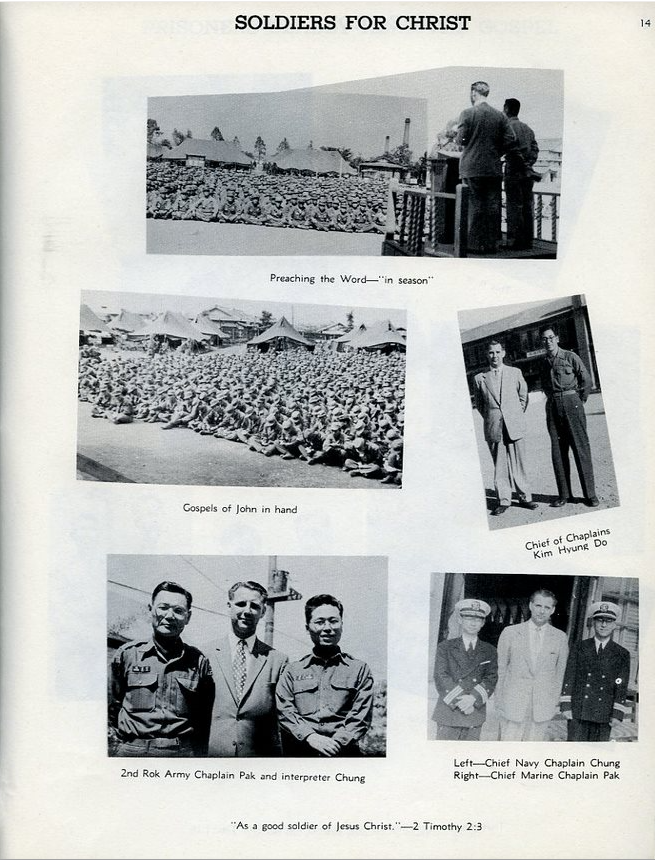 SOLDIERS FOR CHRIST
14
Preaching the Word—"in season"
Gospels of John in hand
Chief of Chaplains
Kim Hyung Do
2nd Rok Army Chaplain Pak and interpreter Chung
Left—Chief Navy Chaplain Chung
Right—Chief Marine Chaplain Pak
"As a good soldier of Jesus Christ."—2 Timothy 2:3